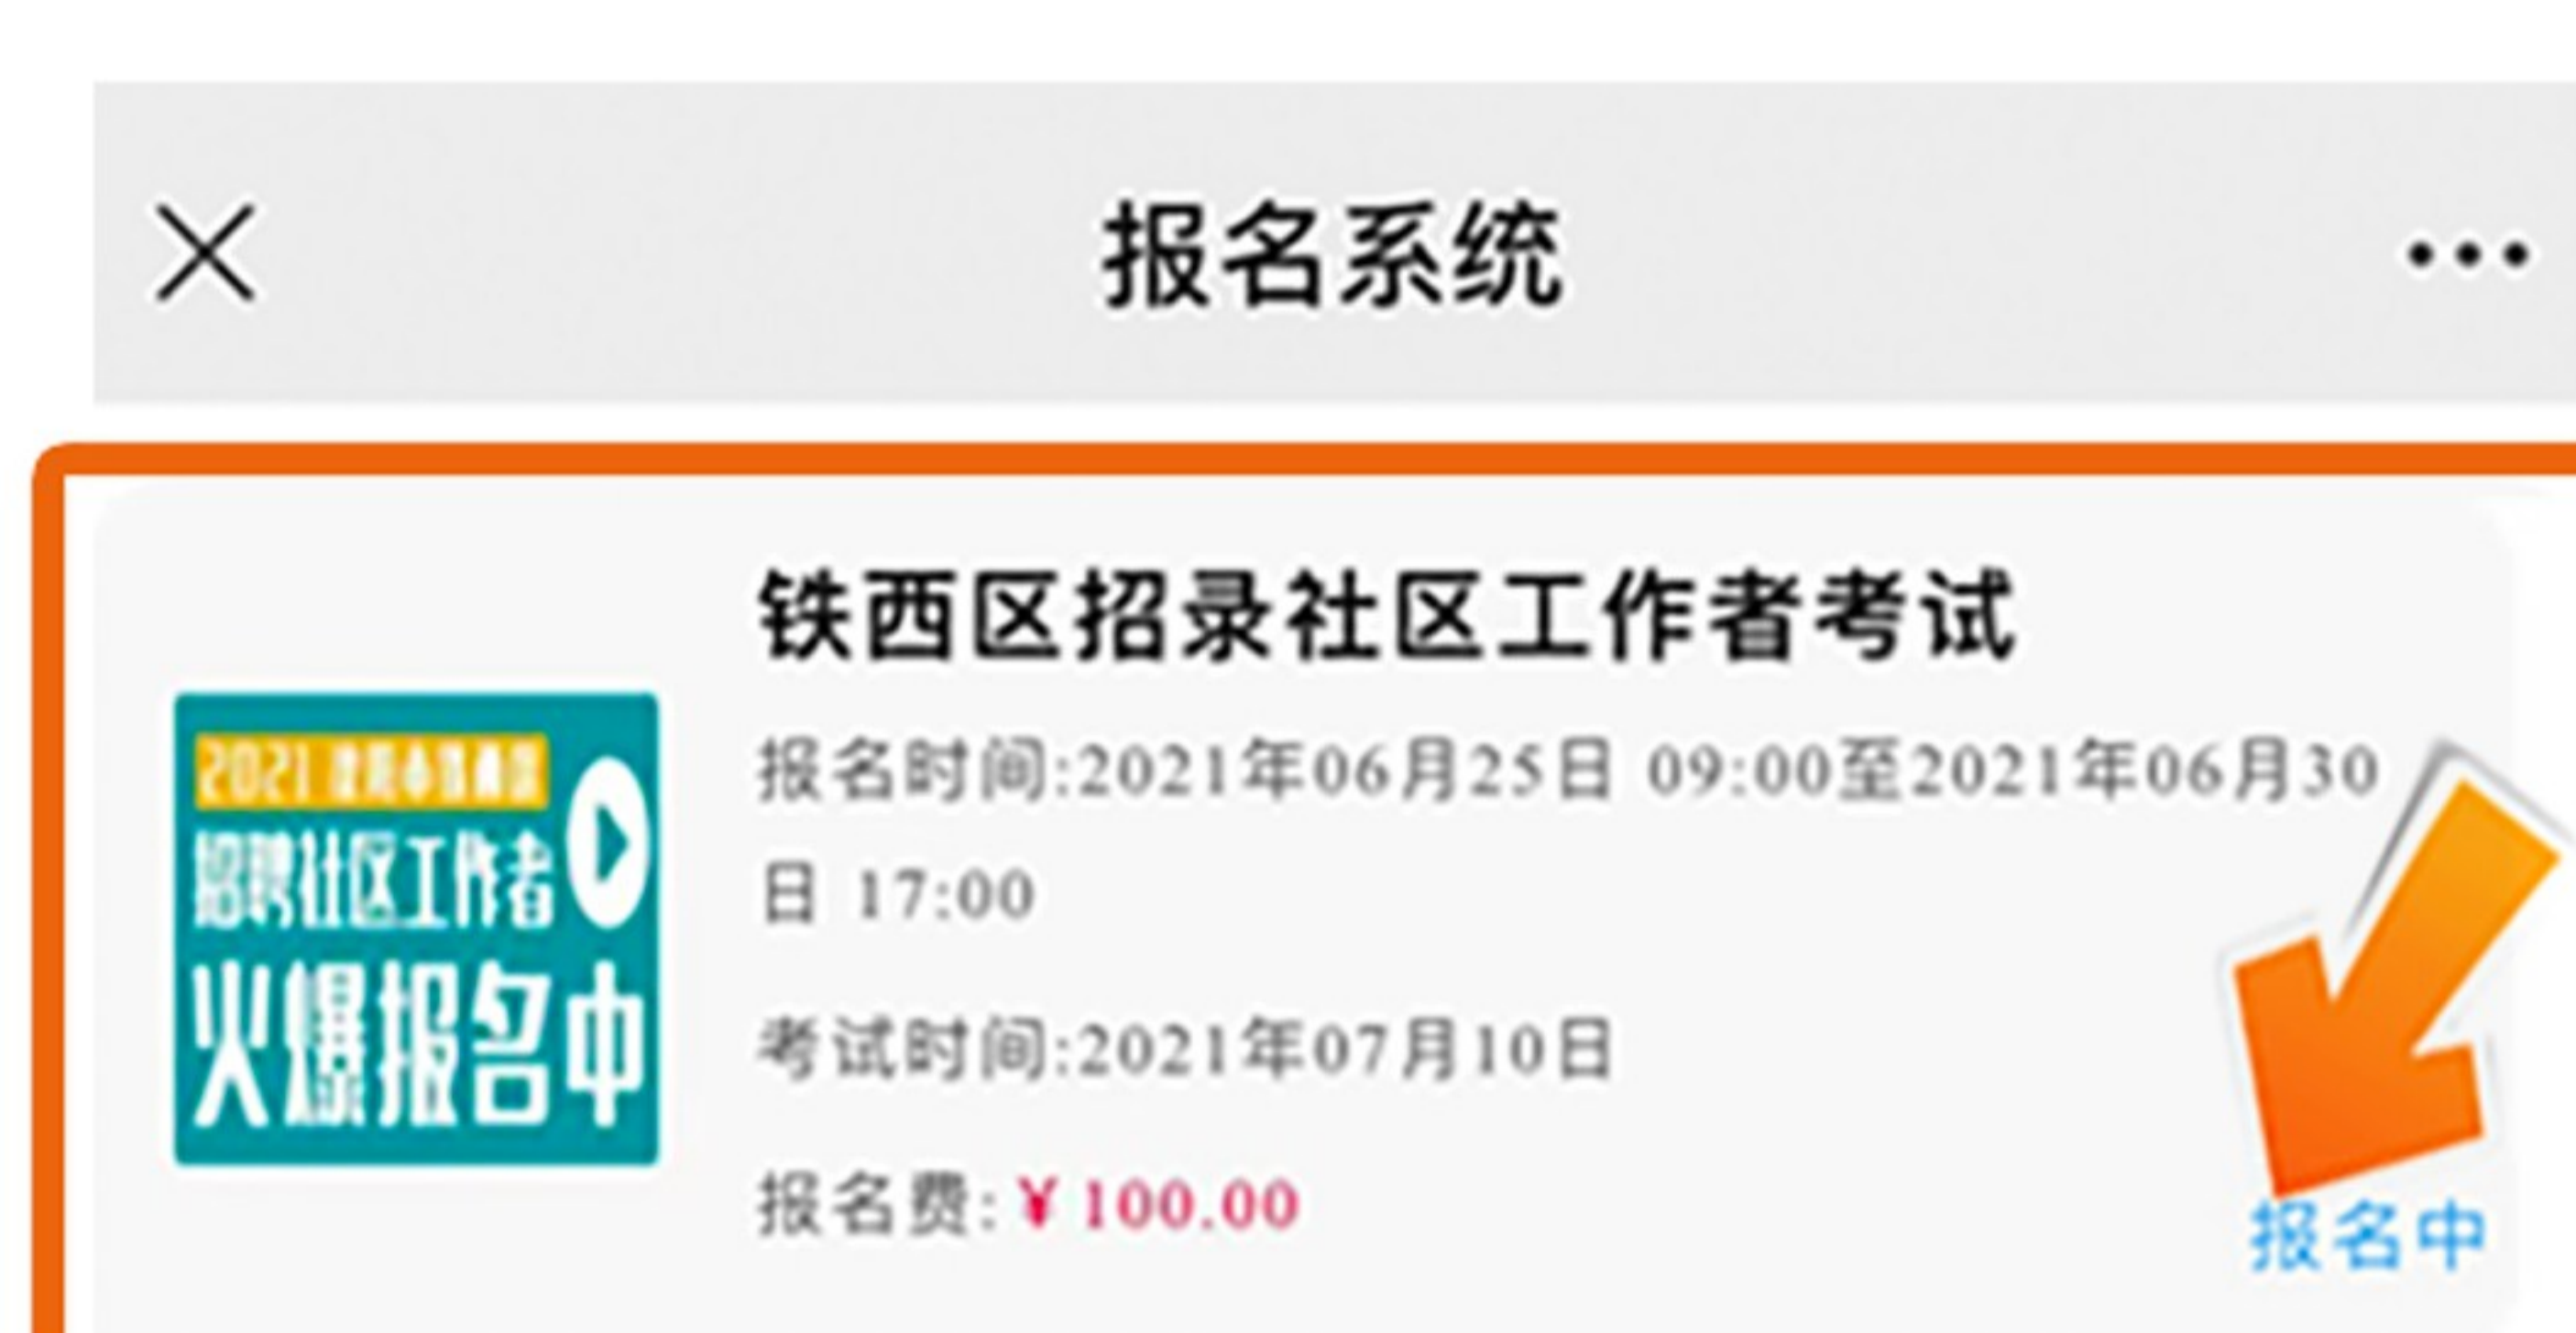 报名系统
铁西区招录社区工作者考试
报名时间:2021年06月25日 09:00至2021年06月30
日 17:00
考试时间:2021年07月10日
报名费:¥100.00
报名中
2021
招聘社区工作者
火爆报名中